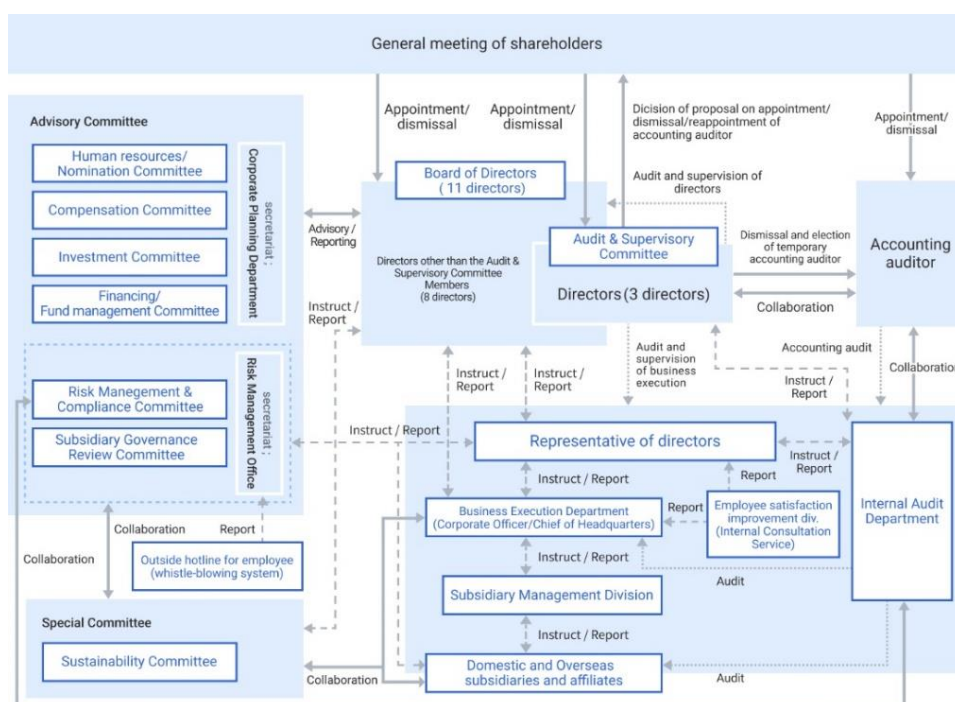 General meeting of shareholders
Appointment/
dismissal
Appointment/
dismissal
Dicision of proposal on appointment/
dismissal/reappointment of
accounting auditor
Appointment/
dismissal
Advisory Committee
Human resources/
Nomination Committee
Compensation Committee
Investment Committee
Financing/
Fund management Committee
secretariat ;
Corporate Planning Department
Risk Mangement &
Compliance Committee
Subsidiary Governance
Review Committee
secretariat ;
Risk Management Office
Advisory /
Reporting
Instruct /
Report
Board of Directors
( 11 directors)
Directors other than the Audit &
Supervisory Committee
Members
(8 directors)
Audit and supervision of
directors
Audit & Supervisory
Committee
Directors (3 directors)
Dismissal and election
of temporary
accounting auditor
Collaboration
Accounting
auditor
Instruct /
Report
Instruct /
Report
Audit and
supervision
of business
execution
Accounting audit
Instruct /
Report
Collaboration
Instruct / Report
Representative of directors
Instruct /
Report
Instruct / Report
Report
Business Execution Department
(Corporate Officer/Chief of Headquarters)
Report
Employee satisfaction
improvement div.
(Internal Consultation
Service)
Internal Audit
Department
Instruct / Report
Audit
Subsidiary Management Division
Instruct / Report
Domestic and Overseas
subsidiaries and affiliates
Audit
Collaboration
Collaboration
Report
Outside hotline for employee
(whistle-blowing system)
Special Committee
Sustainability Committee
Collaboration